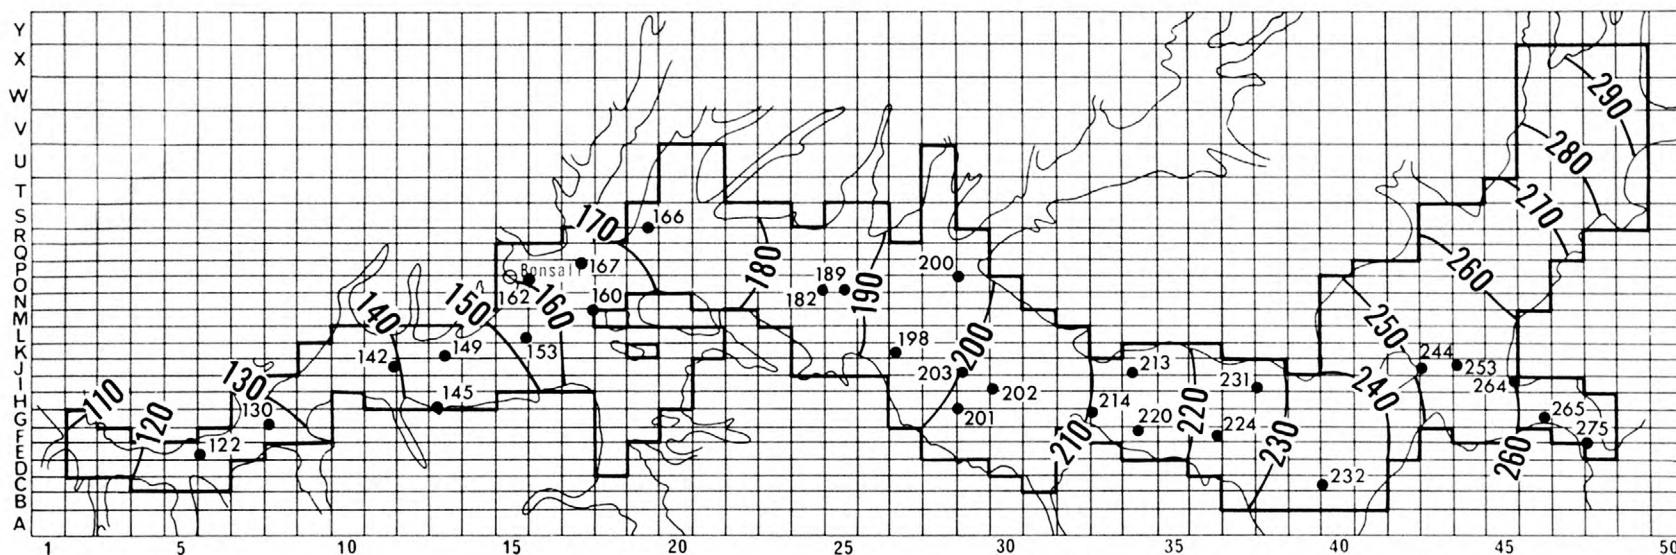 Y
X
W
V
U
T
S
R
Q
P
O
N
M
L
K
J
I
H
G
F
E
D
C
B
A
290
280
270
260
250
240
166
170
167
180
Bonsall
162
160
160
189
182
190
200
200
150
140
142
149
153
145
198
203
202
201
213
244
253
264
231
130
130
110
120
122
214
220
220
224
210
230
232
265
275
260
1 5 10 15 20 25 30 35 40 45 50